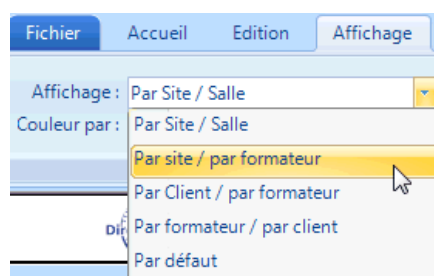 Fichier Accueil Edition Affichage
Affichage : Par Site / Salle
Couleur par : Par Site / Salle
Par site / par formateur
Par Client / par formateur
Par formateur / par client
Par défaut